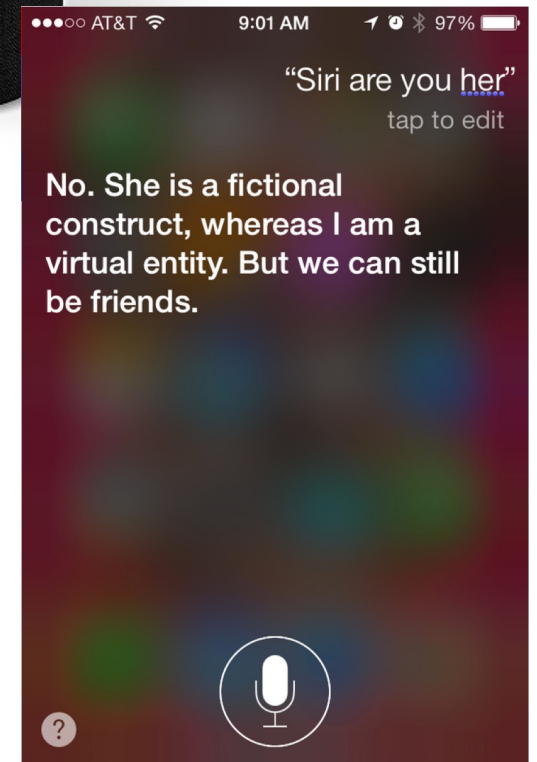 AT&T 9:01 AM 97%
“Siri are you her”
tap to edit
No. She is a fictional
construct, whereas I am a
virtual entity. But we can still
be friends.
?